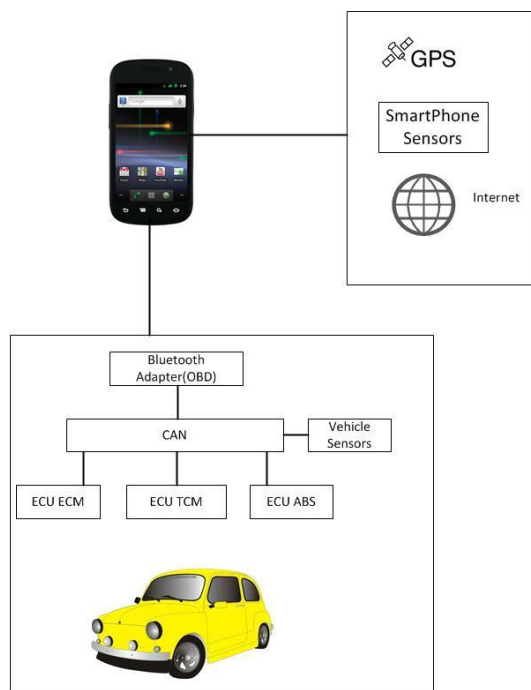 GPS
SmartPhone
Sensors
Internet
Bluetooth
Adapter(OBD)
CAN
Vehicle
Sensors
ECU ECM
ECU TCM
ECU ABS